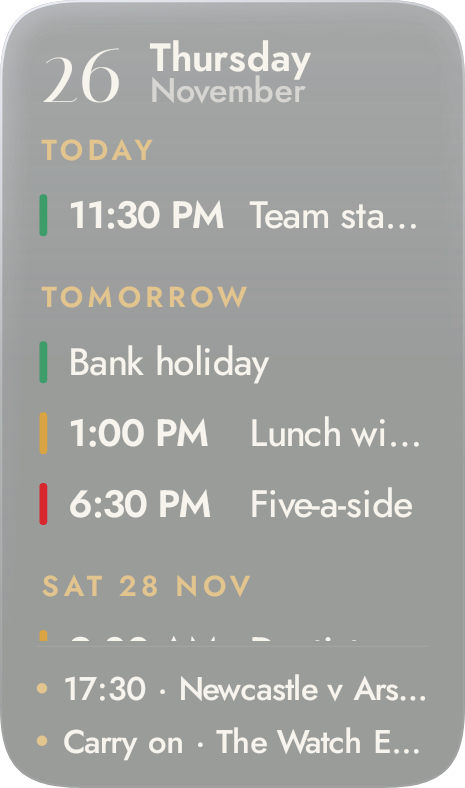 26 Thursday
November
TODAY
11:30 PM Team sta...
TOMORROW
Bank holiday
1:00 PM Lunch wi...
6:30 PM Five-a-side
SAT 28 NOV
17:30 · Newcastle v Ars...
Carry on · The Watch E...